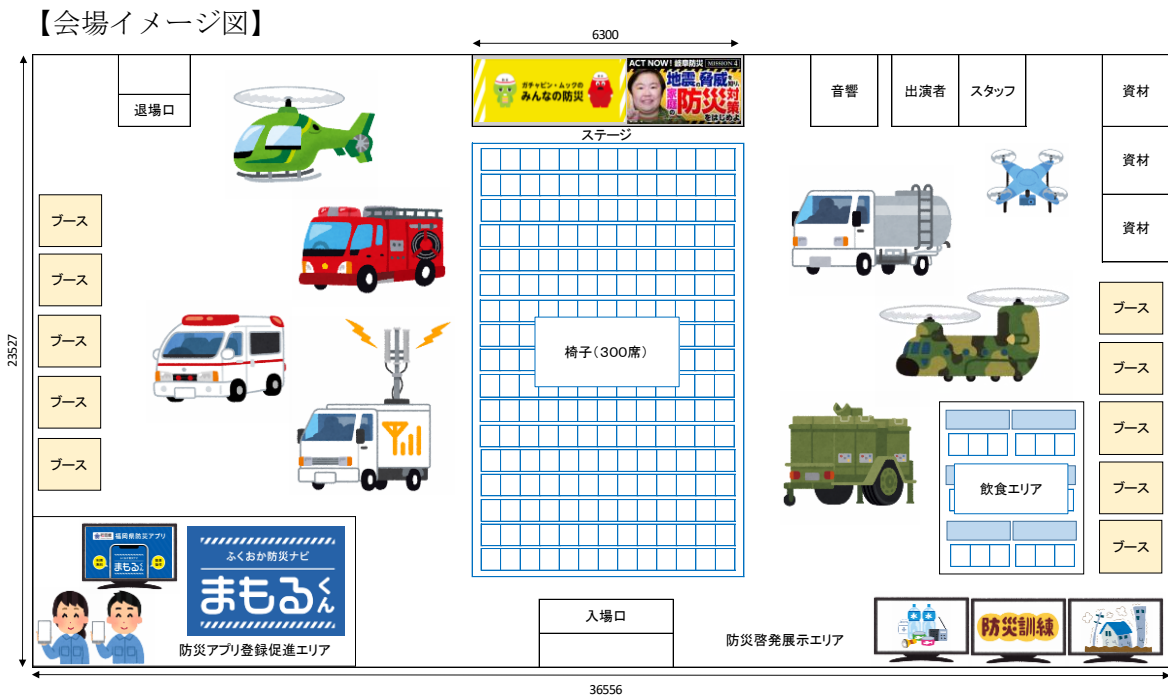 【会場イメージ図】
6300
退場口
ガチャピン・ムックの
みんなの防災
ACT NOW! 岐阜防災 MISSION 4
地震の脅威を知り、
家庭の防災対策
をはじめよ
ステージ
音響
出演者
スタッフ
資材
資材
資材
ブース
ブース
ブース
ブース
ブース
23527
椅子（300席）
ブース
ブース
ブース
ブース
ブース
飲食エリア
福岡県防災アプリ
まもるくん
ふくおか防災ナビ
まもるくん
防災アプリ登録促進エリア
入場口
防災啓発展示エリア
防災訓練
36556